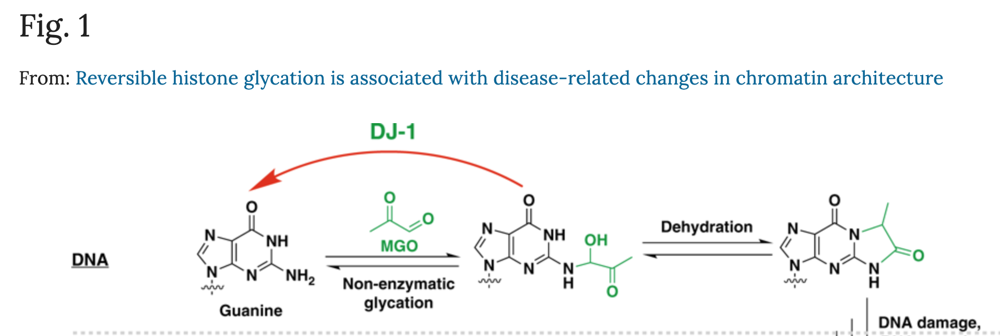 Fig. 1
From: Reversible histone glycation is associated with disease-related changes in chromatin architecture
DJ-1
DNA
O
N
NH
N
N
NH2
Guanine
O
O
MGO
Non-enzymatic
glycation
O
N
NH
OH
N
N
N
H
O
Dehydration
O
N
N
O
N
N
N
H
DNA damage,